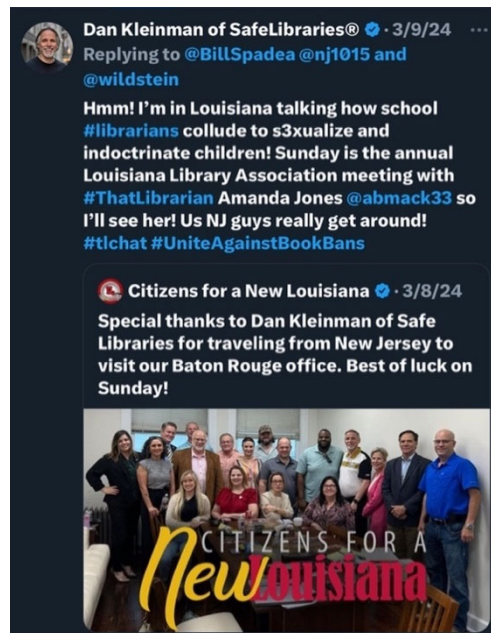 Dan Kleinman of SafeLibraries® · 3/9/24 ...
Replying to @BillSpadea @nj1015 and
@wildstein
Hmm! I’m in Louisiana talking how school
#librarians collude to s3xualize and
indoctrinate children! Sunday is the annual
Louisiana Library Association meeting with
#ThatLibrarian Amanda Jones @abmack33 so
I’ll see her! Us NJ guys really get around!
#tlchat #UniteAgainstBookBans
Citizens for a New Louisiana · 3/8/24
Special thanks to Dan Kleinman of Safe
Libraries for traveling from New Jersey to
visit our Baton Rouge office. Best of luck on
Sunday!
CITIZENS FOR A
New Louisiana